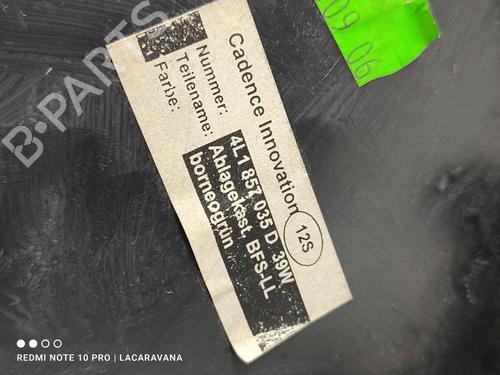 09 06
Cadence Innovation
12S
Nummer: 4L1 857 035 D 39W
Teilename: Ablagekast. BFS-LL
Farbe: borneogrün
B-PARTS
REDMI NOTE 10 PRO | LACARAVANA